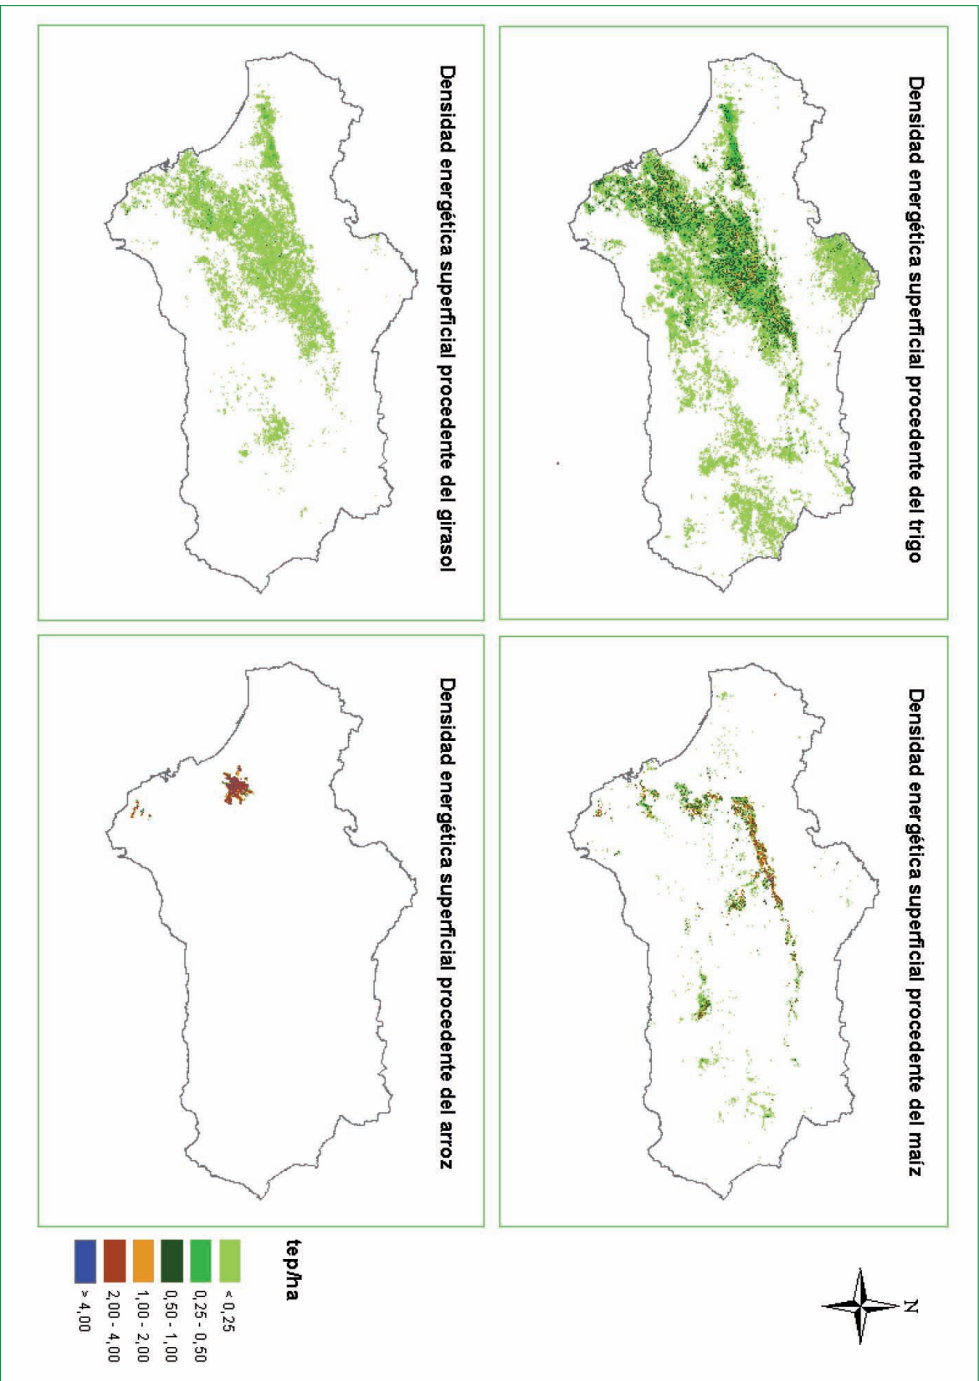 Densidad energética superficial procedente del trigo
Densidad energética superficial procedente del maíz
N
Densidad energética superficial procedente del girasol
Densidad energética superficial procedente del arroz
tep/ha
< 0,25
0,25 - 0,50
0,50 - 1,00
1,00 - 2,00
2,00 - 4,00
> 4,00